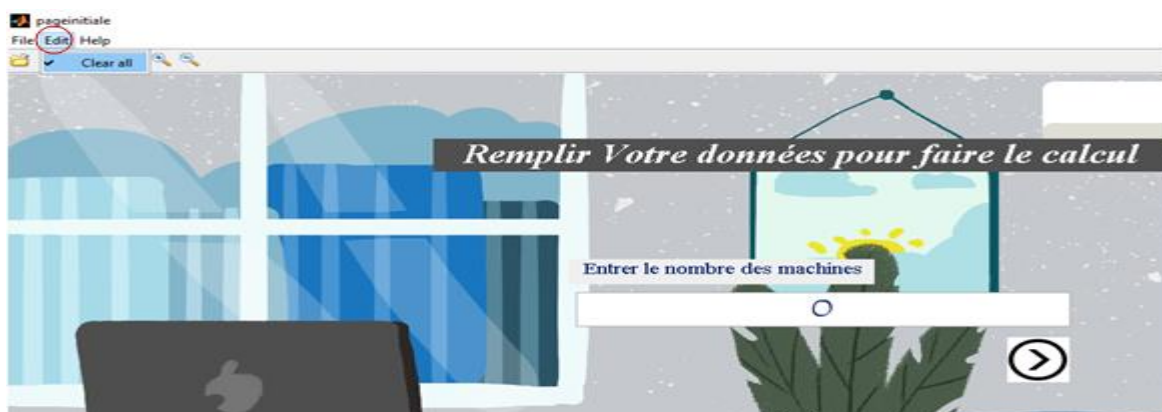 pageinitiale
File Edit Help
Clear all
Remplir Votre données pour faire le calcul
Entrer le nombre des machines
0